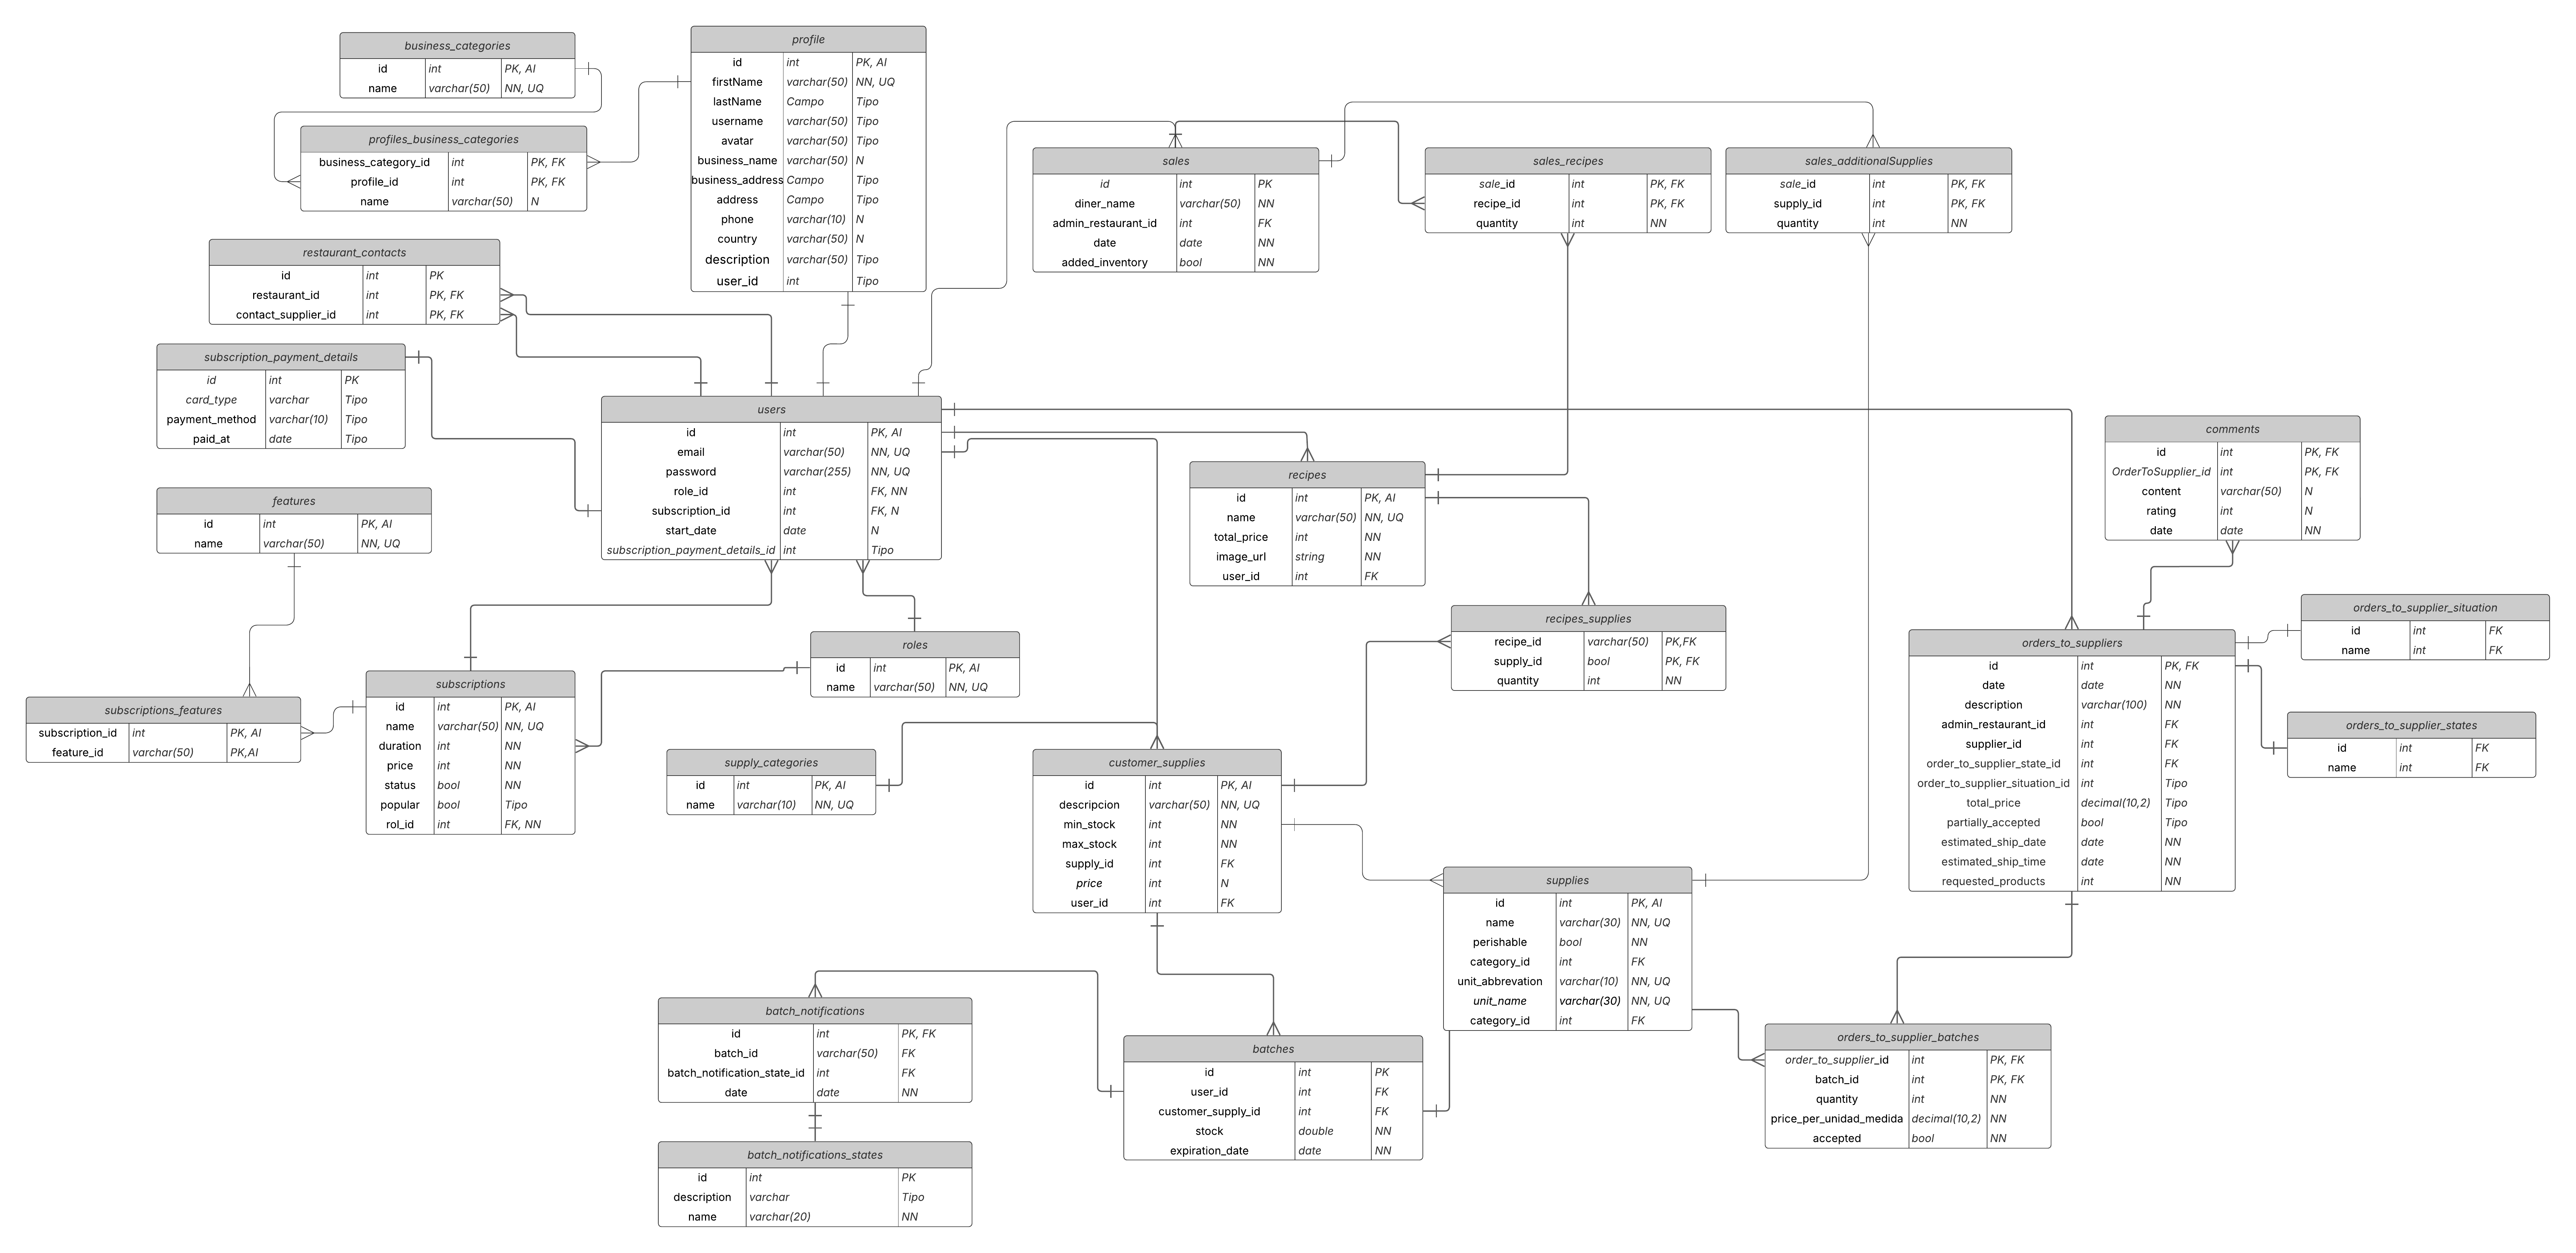 business_categories
id int PK, AI
name varchar(50) NN, UQ
profile
id int PK, AI
firstName varchar(50) NN, UQ
lastName Campo Tipo
username varchar(50) Tipo
avatar varchar(50) Tipo
business_name varchar(50) N
business_address Campo Tipo
address Campo Tipo
phone varchar(10) N
country varchar(50) N
description varchar(50) Tipo
user_id int Tipo
profiles_business_categories
business_category_id int PK, FK
profile_id int PK, FK
name varchar(50) N
sales
id int PK
diner_name varchar(50) NN
admin_restaurant_id int FK
date date NN
added_inventory bool NN
sales_recipes
sale_id int PK, FK
recipe_id int PK, FK
quantity int NN
sales_additionalSupplies
sale_id int PK, FK
supply_id int PK, FK
quantity int NN
restaurant_contacts
id int PK
restaurant_id int PK, FK
contact_supplier_id int PK, FK
subscription_payment_details
id int PK
card_type varchar Tipo
payment_method varchar(10) Tipo
paid_at date Tipo
users
id int PK, AI
email varchar(50) NN, UQ
password varchar(255) NN, UQ
role_id int FK, NN
subscription_id int FK, N
start_date date N
subscription_payment_details_id int Tipo
recipes
id int PK, AI
name varchar(50) NN, UQ
total_price int NN
image_url string NN
user_id int FK
comments
id int PK, FK
OrderToSupplier_id int PK, FK
content varchar(50) N
rating int N
date date NN
features
id int PK, AI
name varchar(50) NN, UQ
recipes_supplies
recipe_id varchar(50) PK,FK
supply_id bool PK, FK
quantity int NN
orders_to_supplier_situation
id int FK
name int FK
roles
id int PK, AI
name varchar(50) NN, UQ
orders_to_suppliers
id int PK, FK
date date NN
description varchar(100) NN
admin_restaurant_id int FK
supplier_id int FK
order_to_supplier_state_id int FK
order_to_supplier_situation_id int Tipo
total_price decimal(10,2) Tipo
partially_accepted bool Tipo
estimated_ship_date date NN
estimated_ship_time date NN
requested_products int NN
orders_to_supplier_states
id int FK
name int FK
subscriptions_features
subscription_id int PK, AI
feature_id varchar(50) PK,AI
subscriptions
id int PK, AI
name varchar(50) NN, UQ
duration int NN
price int NN
status bool NN
popular bool Tipo
rol_id int FK, NN
supply_categories
id int PK, AI
name varchar(10) NN, UQ
customer_supplies
id int PK, AI
descripcion varchar(50) NN, UQ
min_stock int NN
max_stock int NN
supply_id int FK
price int N
user_id int FK
supplies
id int PK, AI
name varchar(30) NN, UQ
perishable bool NN
category_id int FK
unit_abbrevation varchar(10) NN, UQ
unit_name varchar(30) NN, UQ
category_id int FK
batch_notifications
id int PK, FK
batch_id varchar(50) FK
batch_notification_state_id int FK
date date NN
batches
id int PK
user_id int FK
customer_supply_id int FK
stock double NN
expiration_date date NN
orders_to_supplier_batches
order_to_supplier_id int PK, FK
batch_id int PK, FK
quantity int NN
price_per_unidad_medida decimal(10,2) NN
accepted bool NN
batch_notifications_states
id int PK
description varchar Tipo
name varchar(20) NN